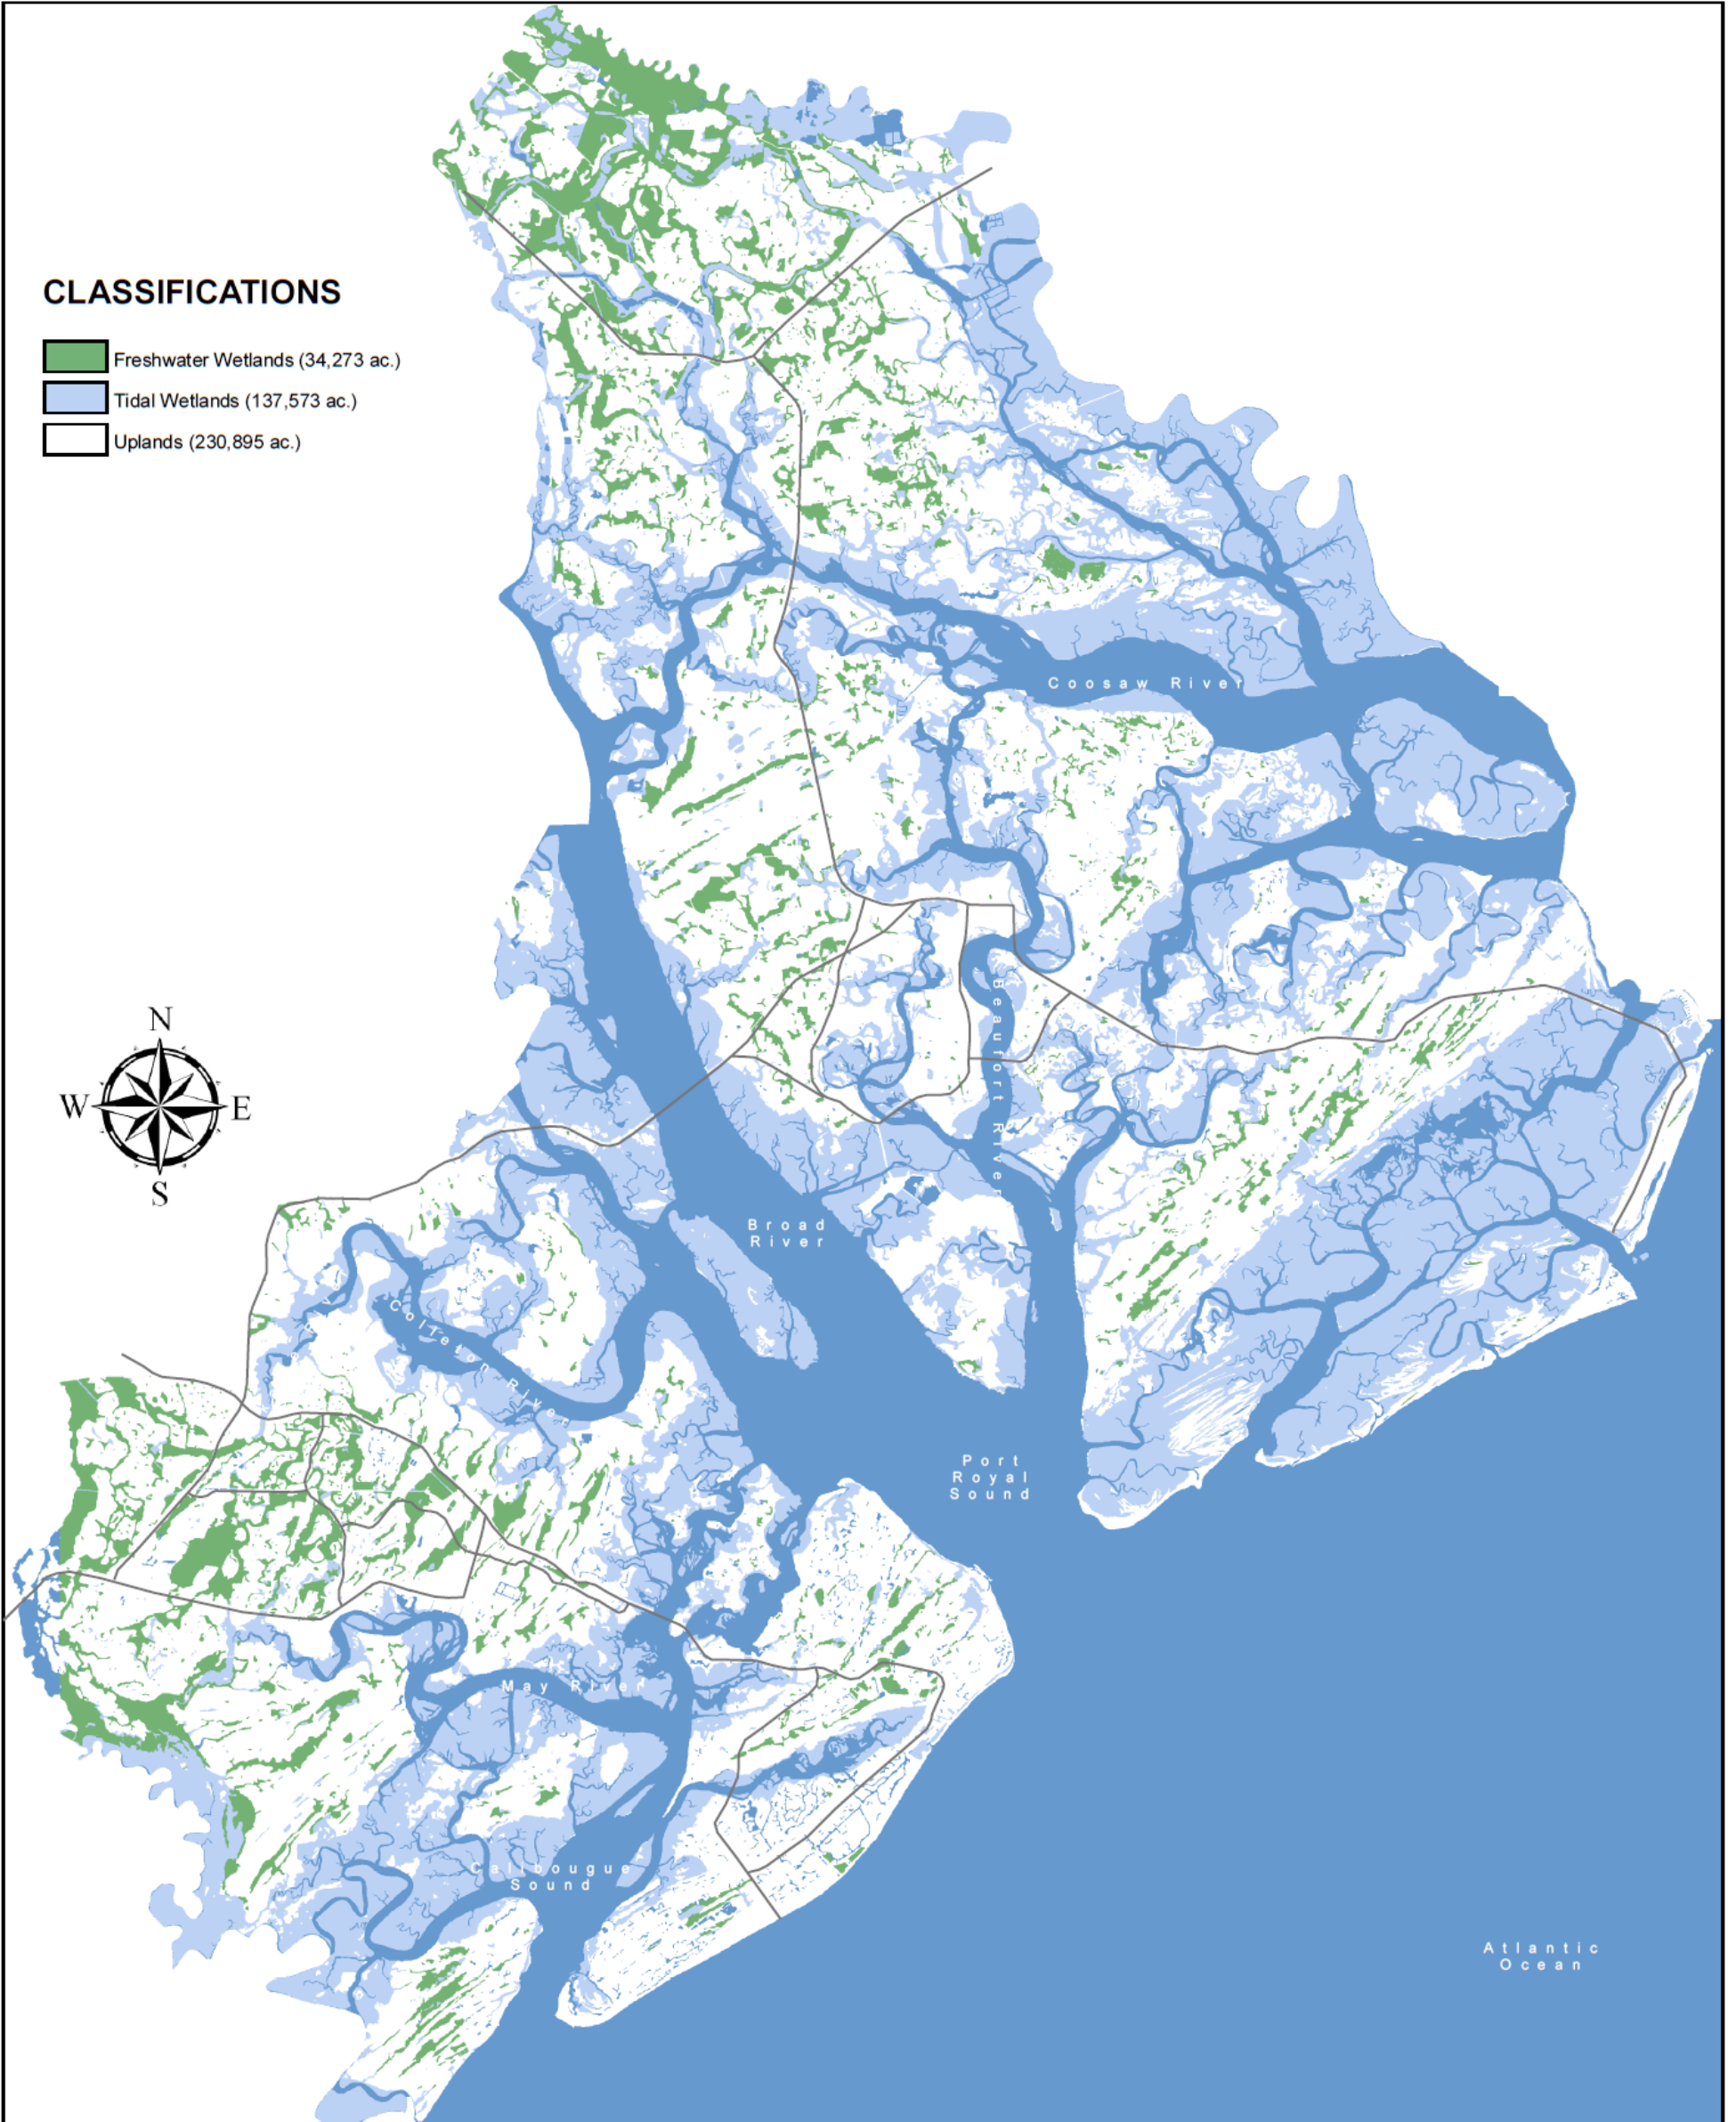 CLASSIFICATIONS
Freshwater Wetlands (34,273 ac.)
Tidal Wetlands (137,573 ac.)
Uplands (230,895 ac.)
Coosaw River
N
W
E
S
Beaufort River
Broad
River
Colleton River
Port
Royal
Sound
May River
Calibougue
Sound
Atlantic
Ocean